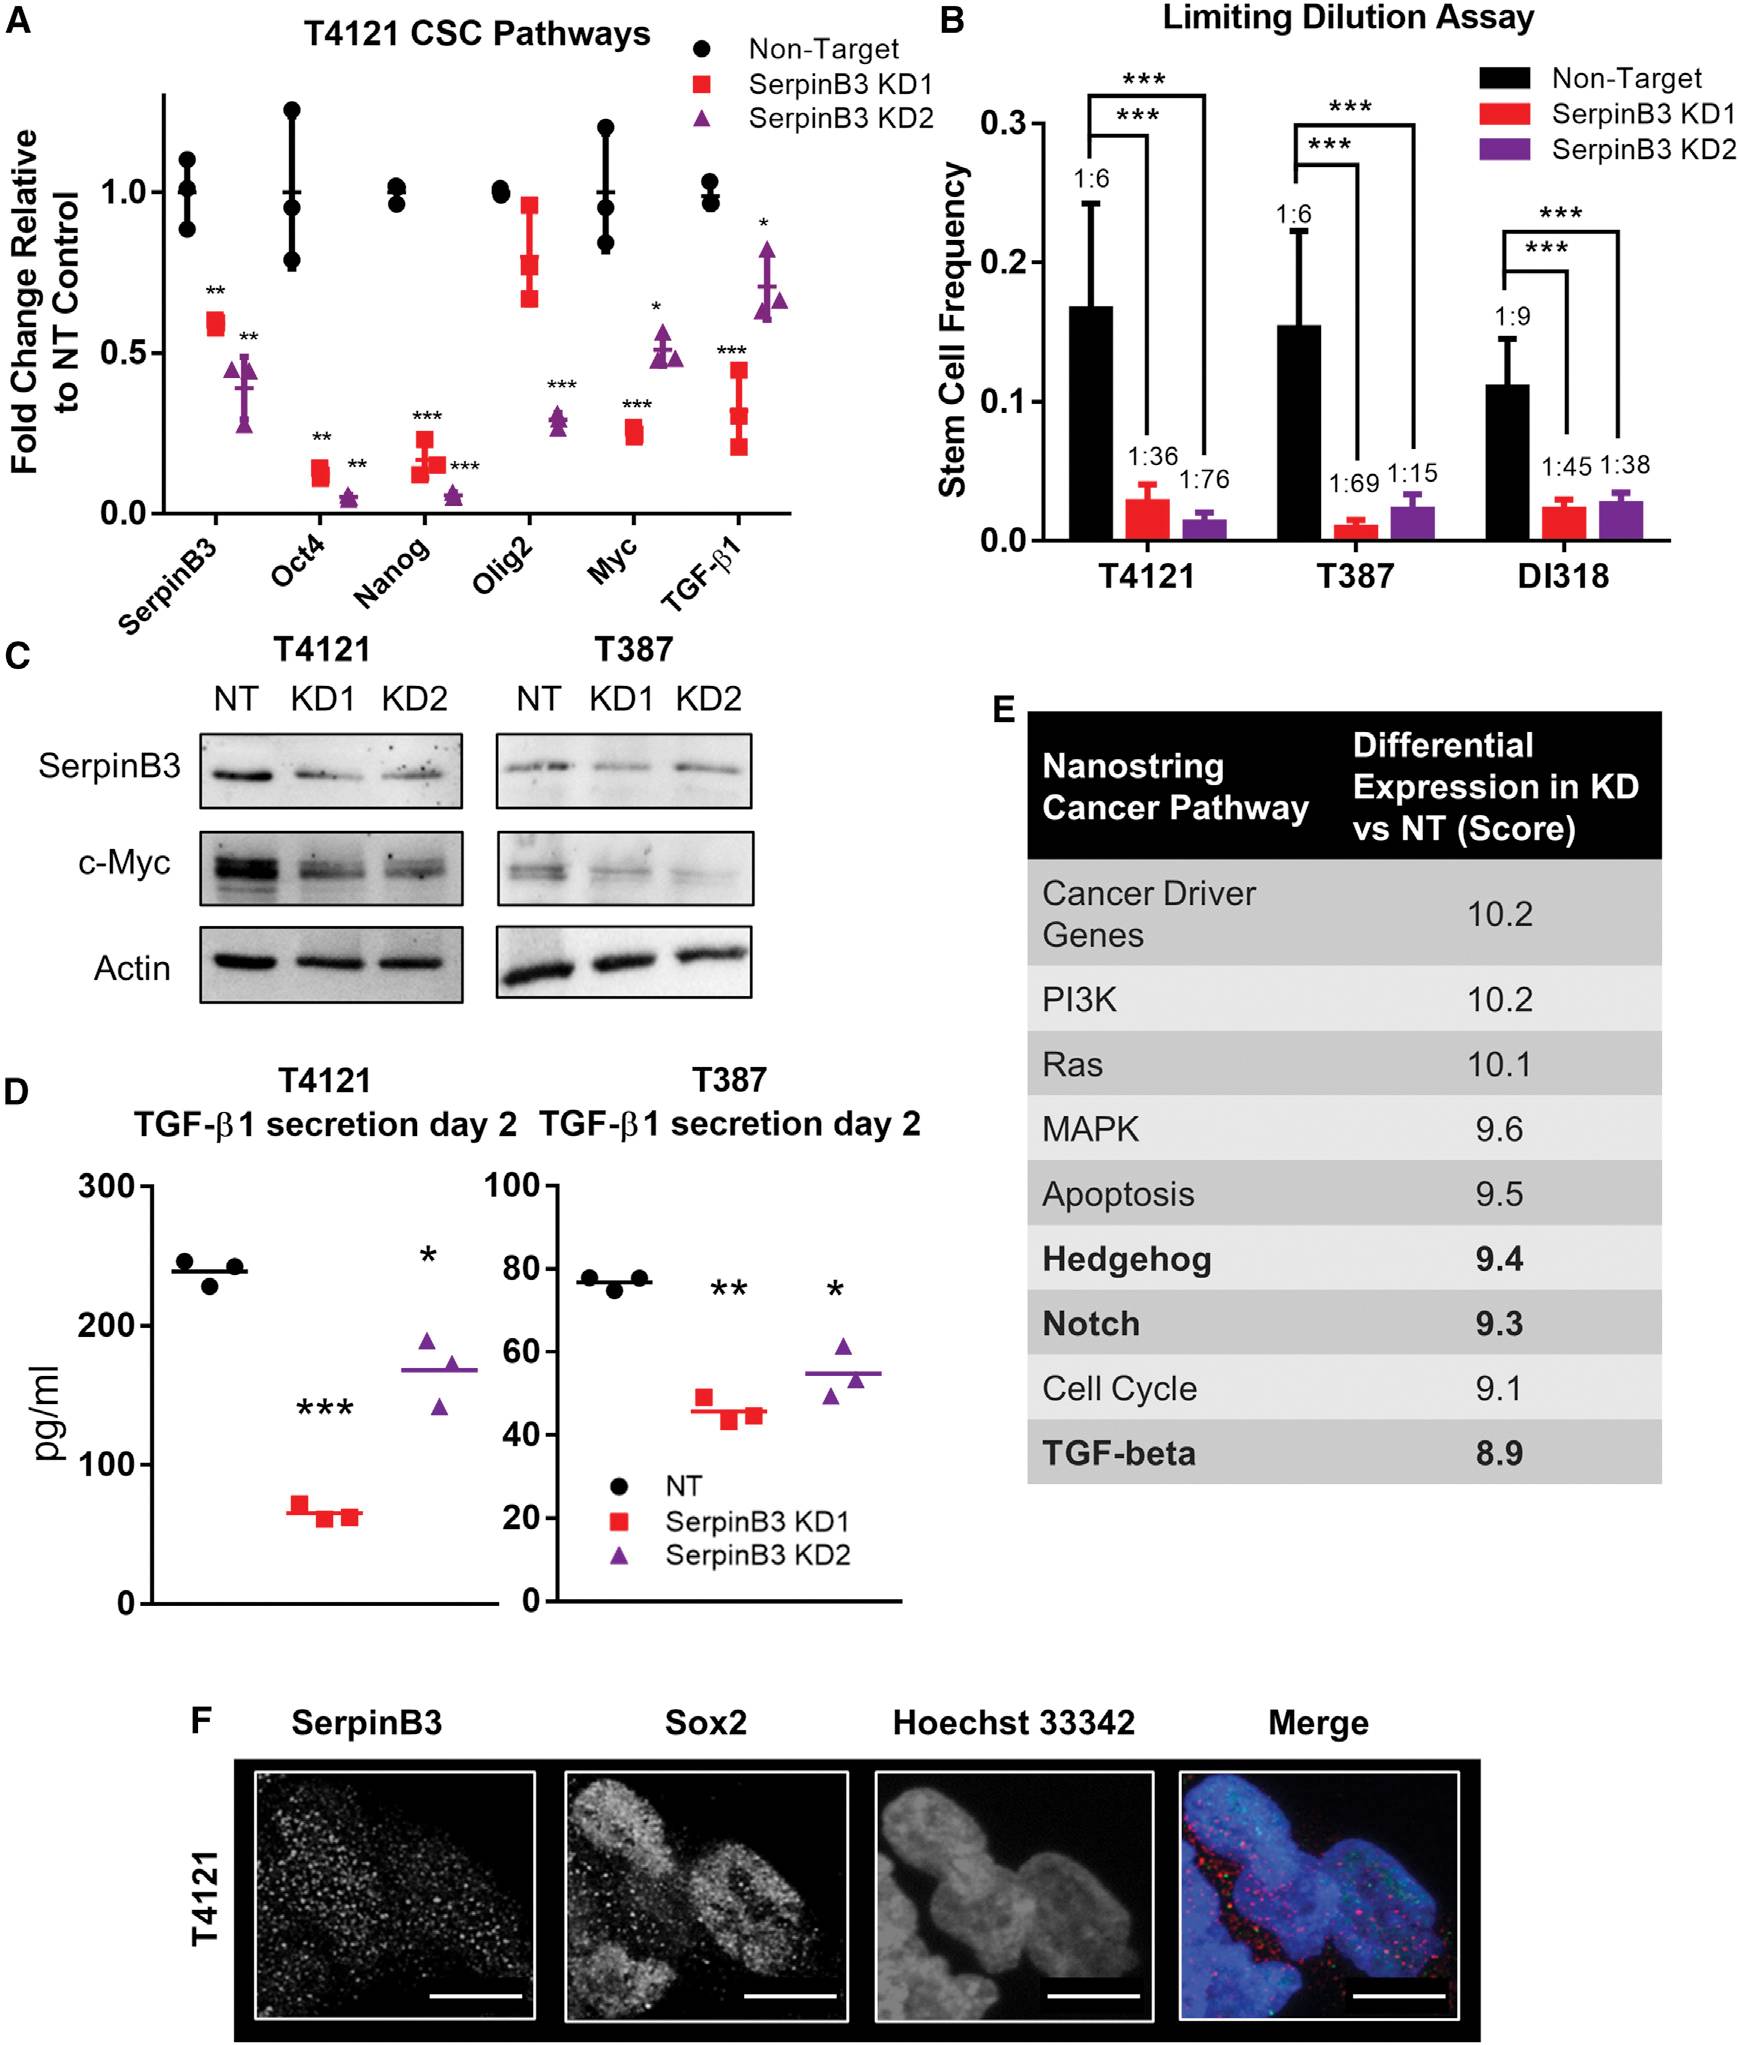 A
T4121 CSC Pathways
Non-Target
SerpinB3 KD1
SerpinB3 KD2
Fold Change Relative
to NT Control
1.0
0.5
0.0
**
**
**
**
***
***
***
***
*
***
*
SerpinB3
Oct4
Nanog
Olig2
Myc
TGF-β1
B
Limiting Dilution Assay
Non-Target
SerpinB3 KD1
SerpinB3 KD2
Stem Cell Frequency
0.3
0.2
0.1
0.0
***
***
***
***
***
***
1:6
1:36
1:76
1:6
1:69
1:15
1:9
1:45
1:38
T4121
T387
DI318
C
T4121
T387
NT KD1 KD2
NT KD1 KD2
SerpinB3
c-Myc
Actin
D
T4121
TGF-β1 secretion day 2
pg/ml
300
200
100
0
***
*
T387
TGF-β1 secretion day 2
100
80
60
40
20
0
**
*
NT
SerpinB3 KD1
SerpinB3 KD2
E
Nanostring
Cancer Pathway
Differential
Expression in KD
vs NT (Score)
Cancer Driver
Genes
10.2
PI3K 10.2
Ras 10.1
MAPK 9.6
Apoptosis 9.5
Hedgehog 9.4
Notch 9.3
Cell Cycle 9.1
TGF-beta 8.9
F
SerpinB3
Sox2
Hoechst 33342
Merge
T4121